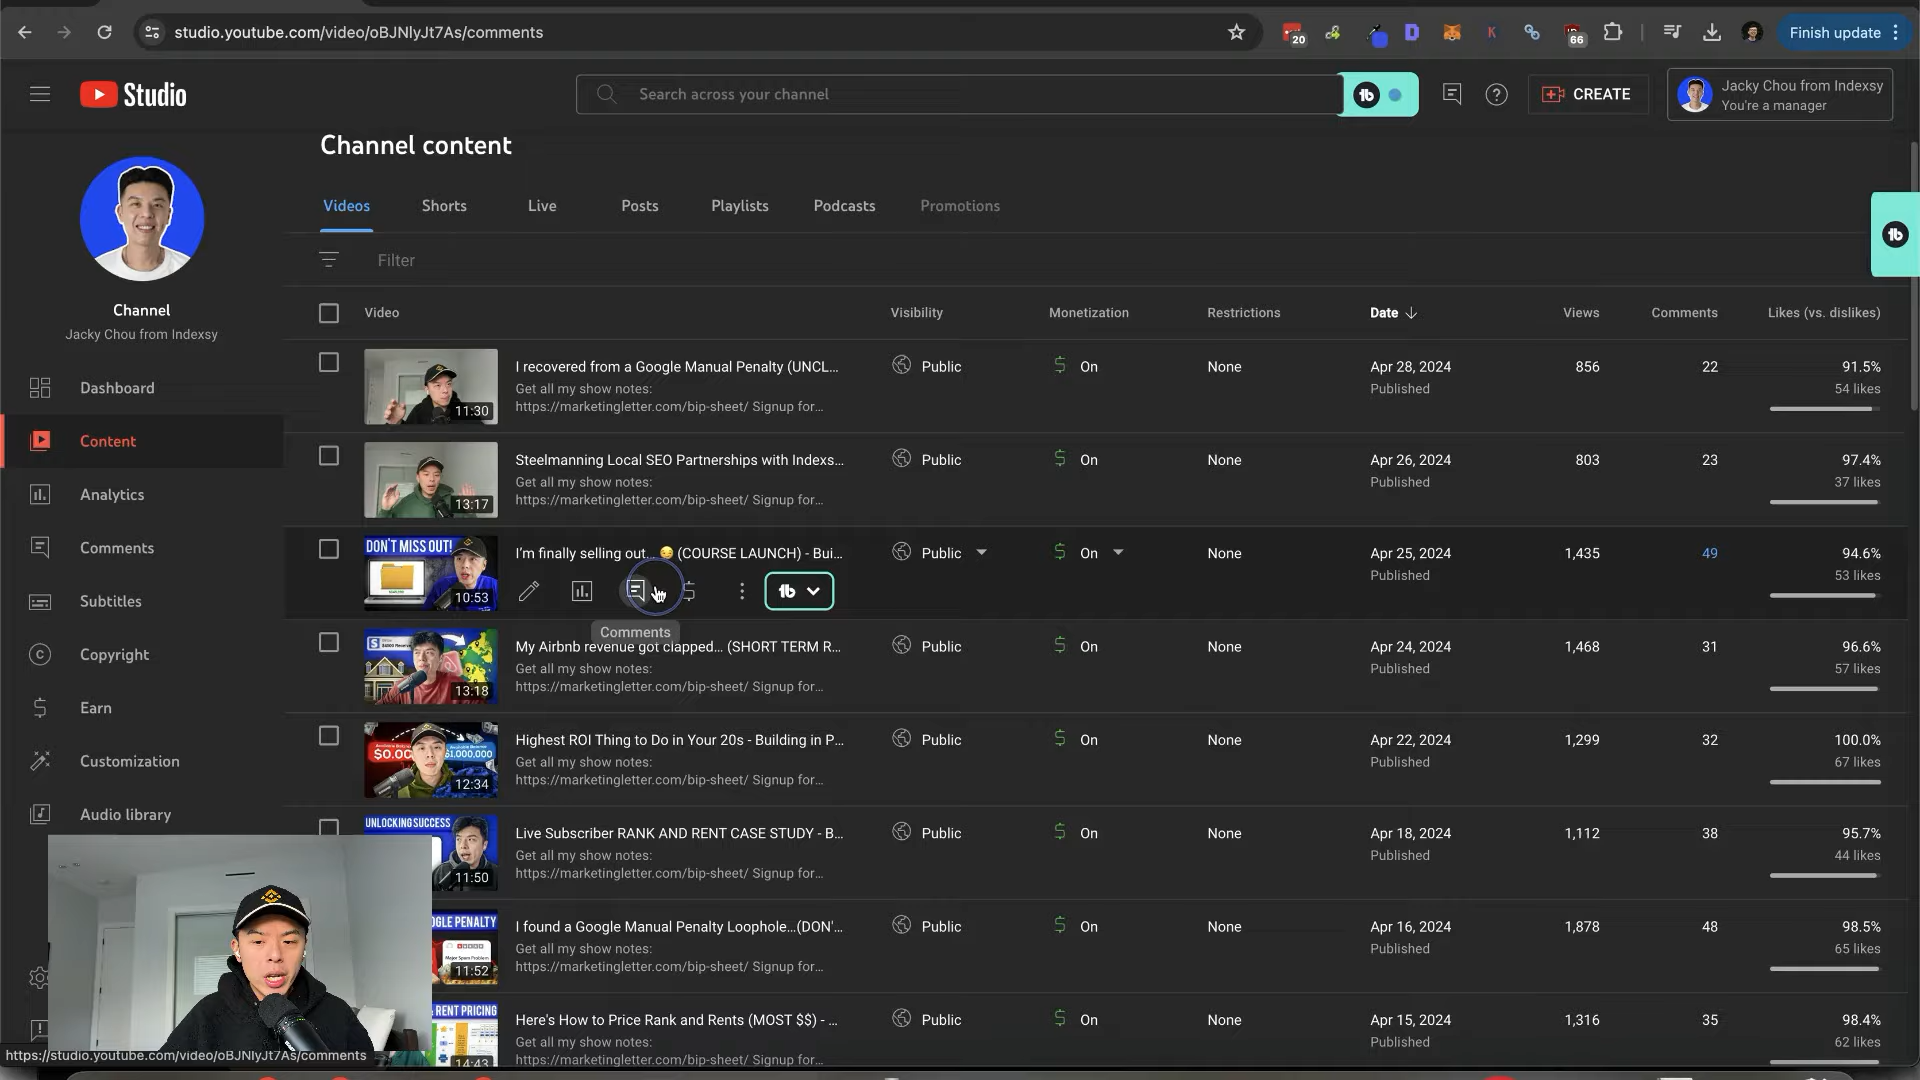 studio.youtube.com/video/oBJNlyJt7As/comments
20
66
Finish update
Studio
Search across your channel
CREATE
Jacky Chou from Indexsy
You're a manager
Channel content
Videos
Shorts
Live
Posts
Playlists
Podcasts
Promotions
Filter
Channel
Jacky Chou from Indexsy
Dashboard
Content
Analytics
Comments
Subtitles
Copyright
Earn
Customization
Audio library
Video
Visibility
Monetization
Restrictions
Date
Views
Comments
Likes (vs. dislikes)
11:30
I recovered from a Google Manual Penalty (UNCL...
Get all my show notes:
https://marketingletter.com/bip-sheet/ Signup for...
Public
On
None
Apr 28, 2024
Published
856
22
91.5%
54 likes
13:17
Steelmanning Local SEO Partnerships with Indexs...
Get all my show notes:
https://marketingletter.com/bip-sheet/ Signup for...
Public
On
None
Apr 26, 2024
Published
803
23
97.4%
37 likes
DON'T MISS OUT!
10:53
I'm finally selling out... 😏 (COURSE LAUNCH) - Bui...
Comments
Public
On
None
Apr 25, 2024
Published
1,435
49
94.6%
53 likes
13:18
My Airbnb revenue got clapped... (SHORT TERM R...
Get all my show notes:
https://marketingletter.com/bip-sheet/ Signup for...
Public
On
None
Apr 24, 2024
Published
1,468
31
96.6%
57 likes
$1,000,000
12:34
Highest ROI Thing to Do in Your 20s - Building in P...
Get all my show notes:
https://marketingletter.com/bip-sheet/ Signup for...
Public
On
None
Apr 22, 2024
Published
1,299
32
100.0%
67 likes
UNLOCKING SUCCESS
11:50
Live Subscriber RANK AND RENT CASE STUDY - B...
Get all my show notes:
https://marketingletter.com/bip-sheet/ Signup for...
Public
On
None
Apr 18, 2024
Published
1,112
38
95.7%
44 likes
OGLE PENALTY
Major Spam Problem
11:52
I found a Google Manual Penalty Loophole...(DON'...
Get all my show notes:
https://marketingletter.com/bip-sheet/ Signup for...
Public
On
None
Apr 16, 2024
Published
1,878
48
98.5%
65 likes
RENT PRICING
14:43
Here's How to Price Rank and Rents (MOST $$) - ...
Get all my show notes:
https://marketingletter.com/bip-sheet/ Signup for...
Public
On
None
Apr 15, 2024
Published
1,316
35
98.4%
62 likes
https://studio.youtube.com/video/oBJNlyJt7As/comments